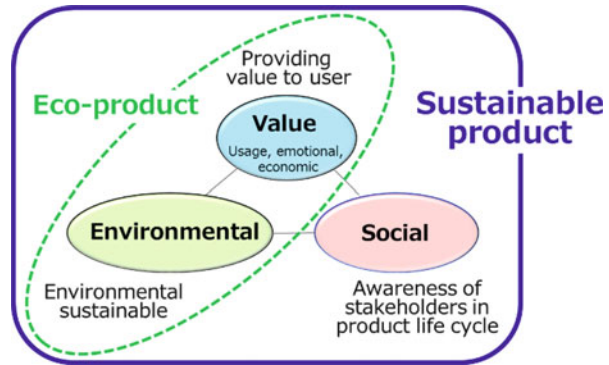 Providing
value to user
Eco-product
Sustainable
product
Value
Usage, emotional,
economic
Environmental
Social
Environmental
sustainable
Awareness of
stakeholders in
product life cycle